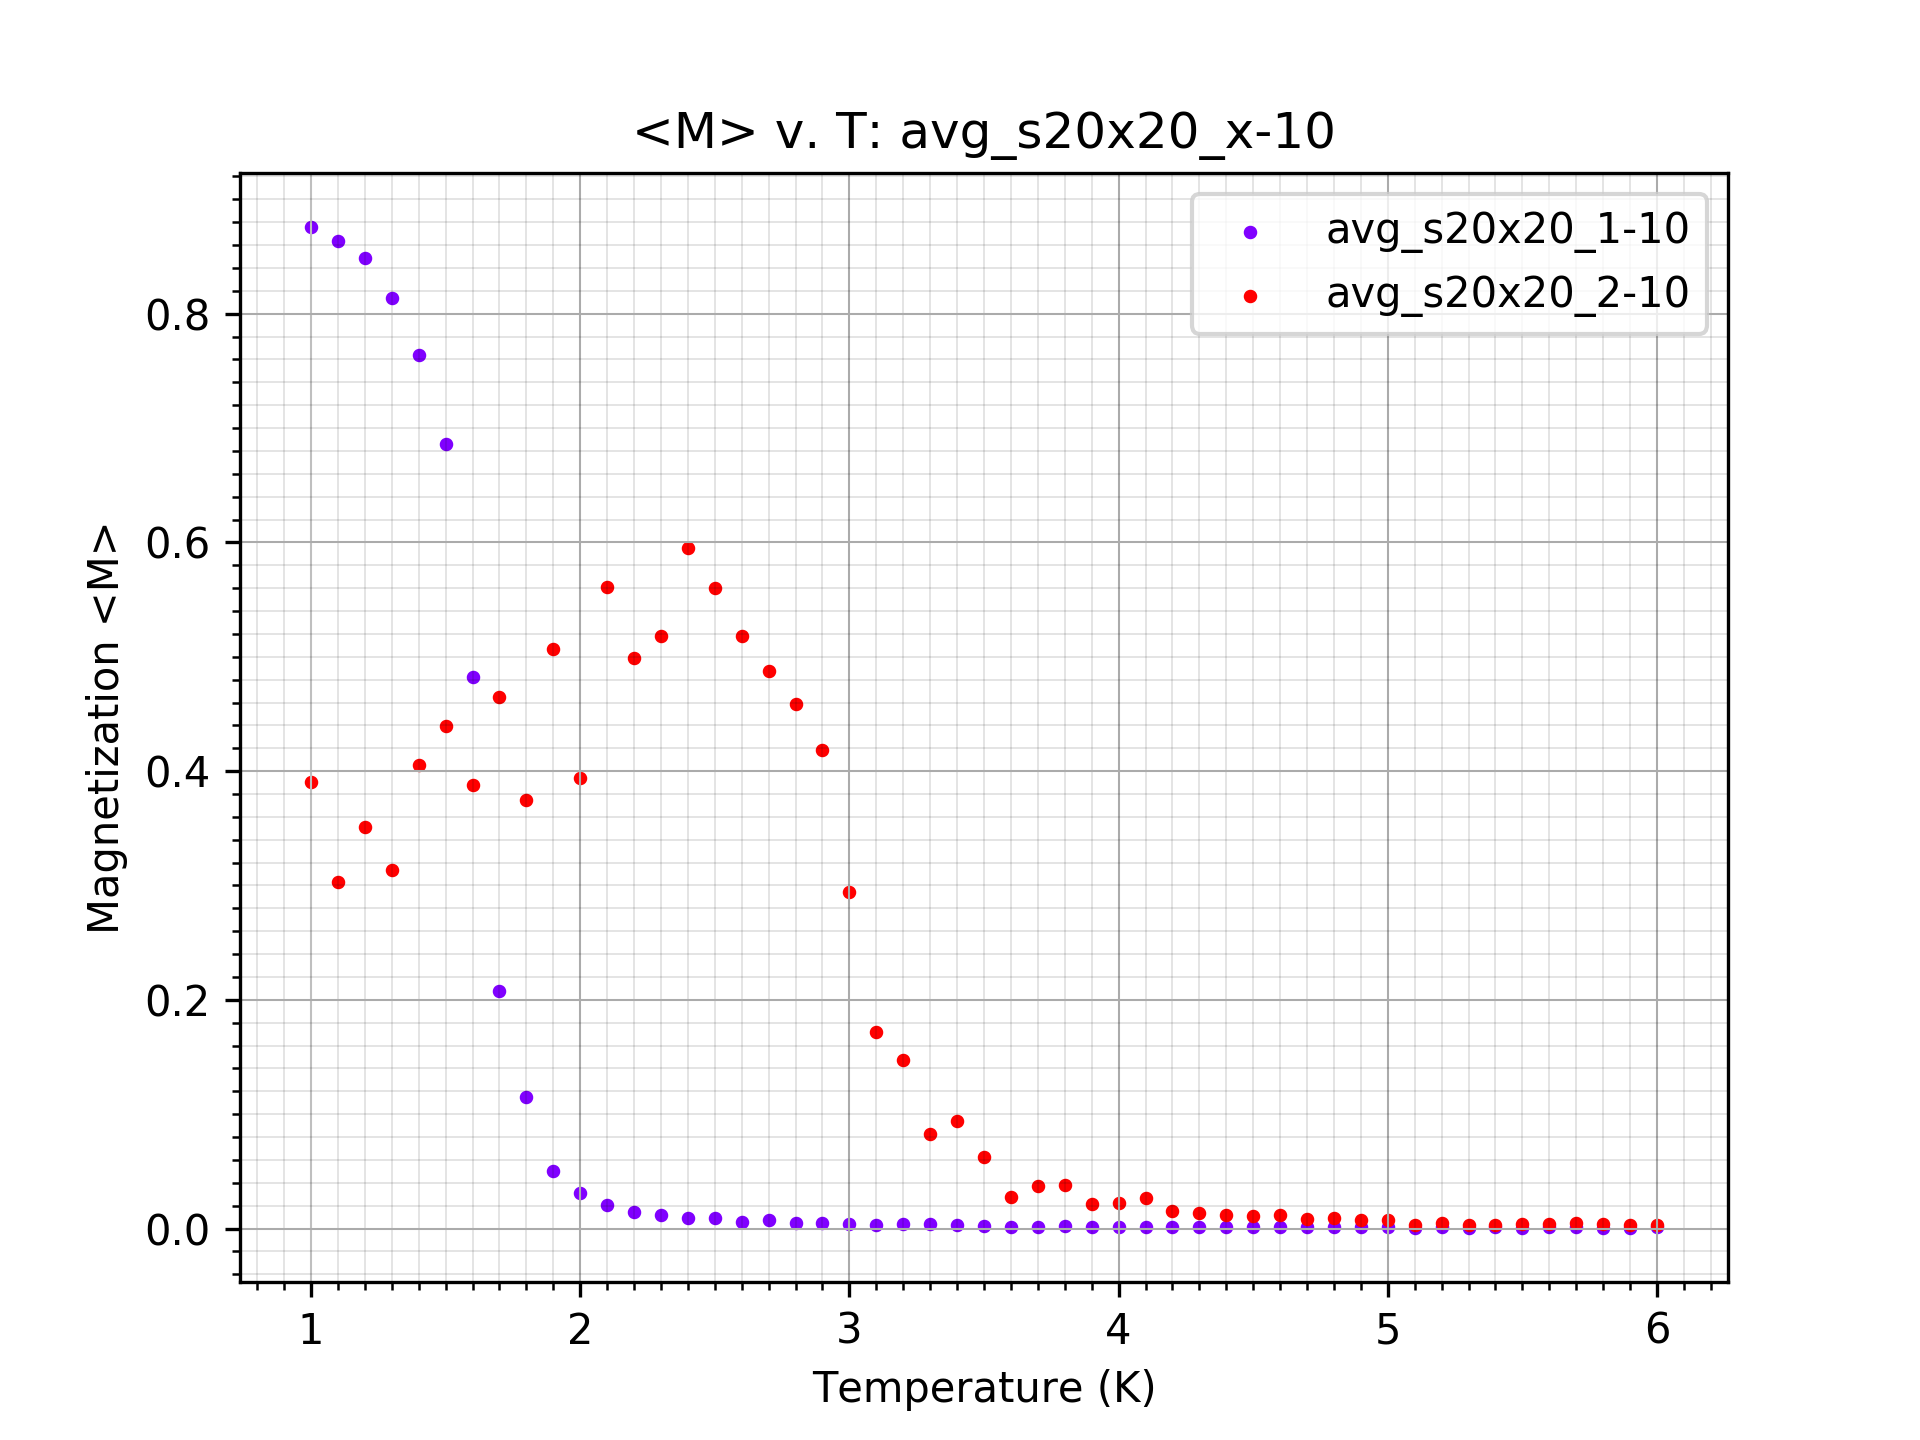 <M> v. T: avg_s20x20_x-10
avg_s20x20_1-10
avg_s20x20_2-10
Magnetization <M>
0.8
0.6
0.4
0.2
0.0
1 2 3 4 5 6
Temperature (K)